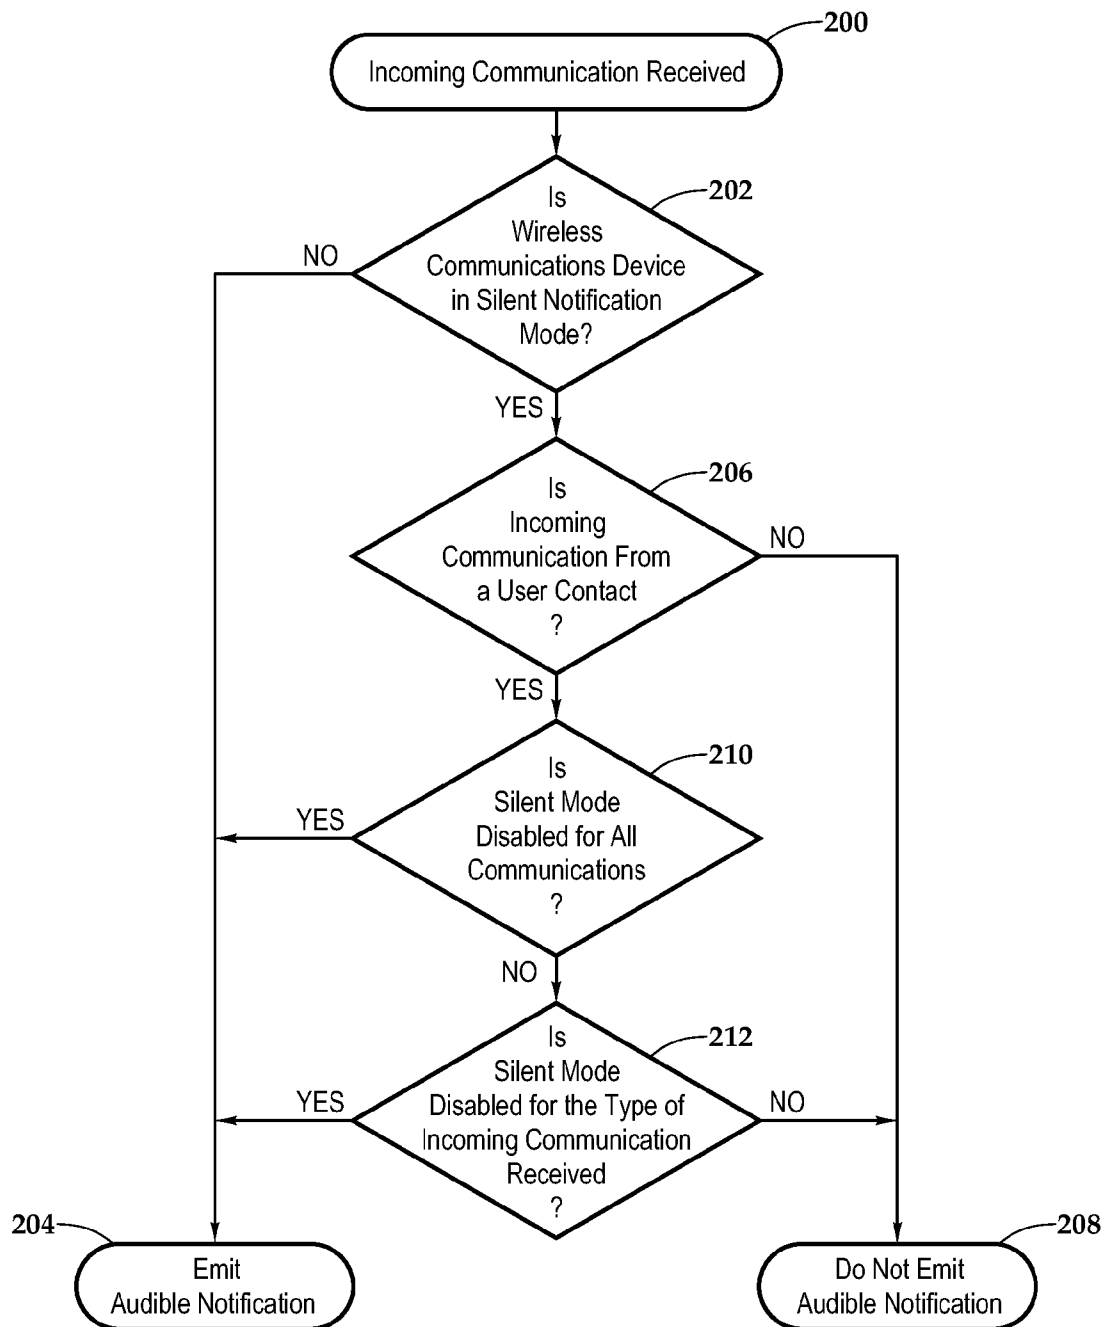 200
Incoming Communication Received
202
Is
Wireless
Communications Device
in Silent Notification
Mode?
NO
YES
206
Is
Incoming
Communication From
a User Contact
?
NO
YES
210
Is
Silent Mode
Disabled for All
Communications
?
YES
NO
212
Is
Silent Mode
Disabled for the Type of
Incoming Communication
Received
?
YES
NO
204
Emit
Audible Notification
208
Do Not Emit
Audible Notification